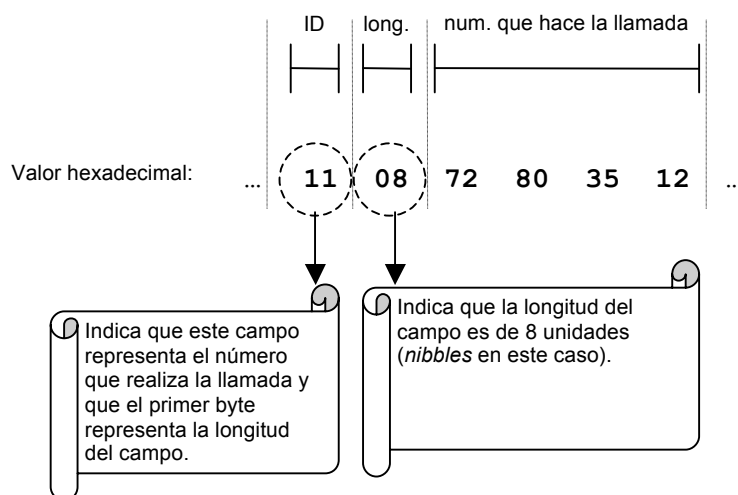 ID long. num. que hace la llamada
Valor hexadecimal: ... 11 08 72 80 35 12 ..
Indica que este campo
representa el número
que realiza la llamada y
que el primer byte
representa la longitud
del campo.
Indica que la longitud del
campo es de 8 unidades
(nibbles en este caso).